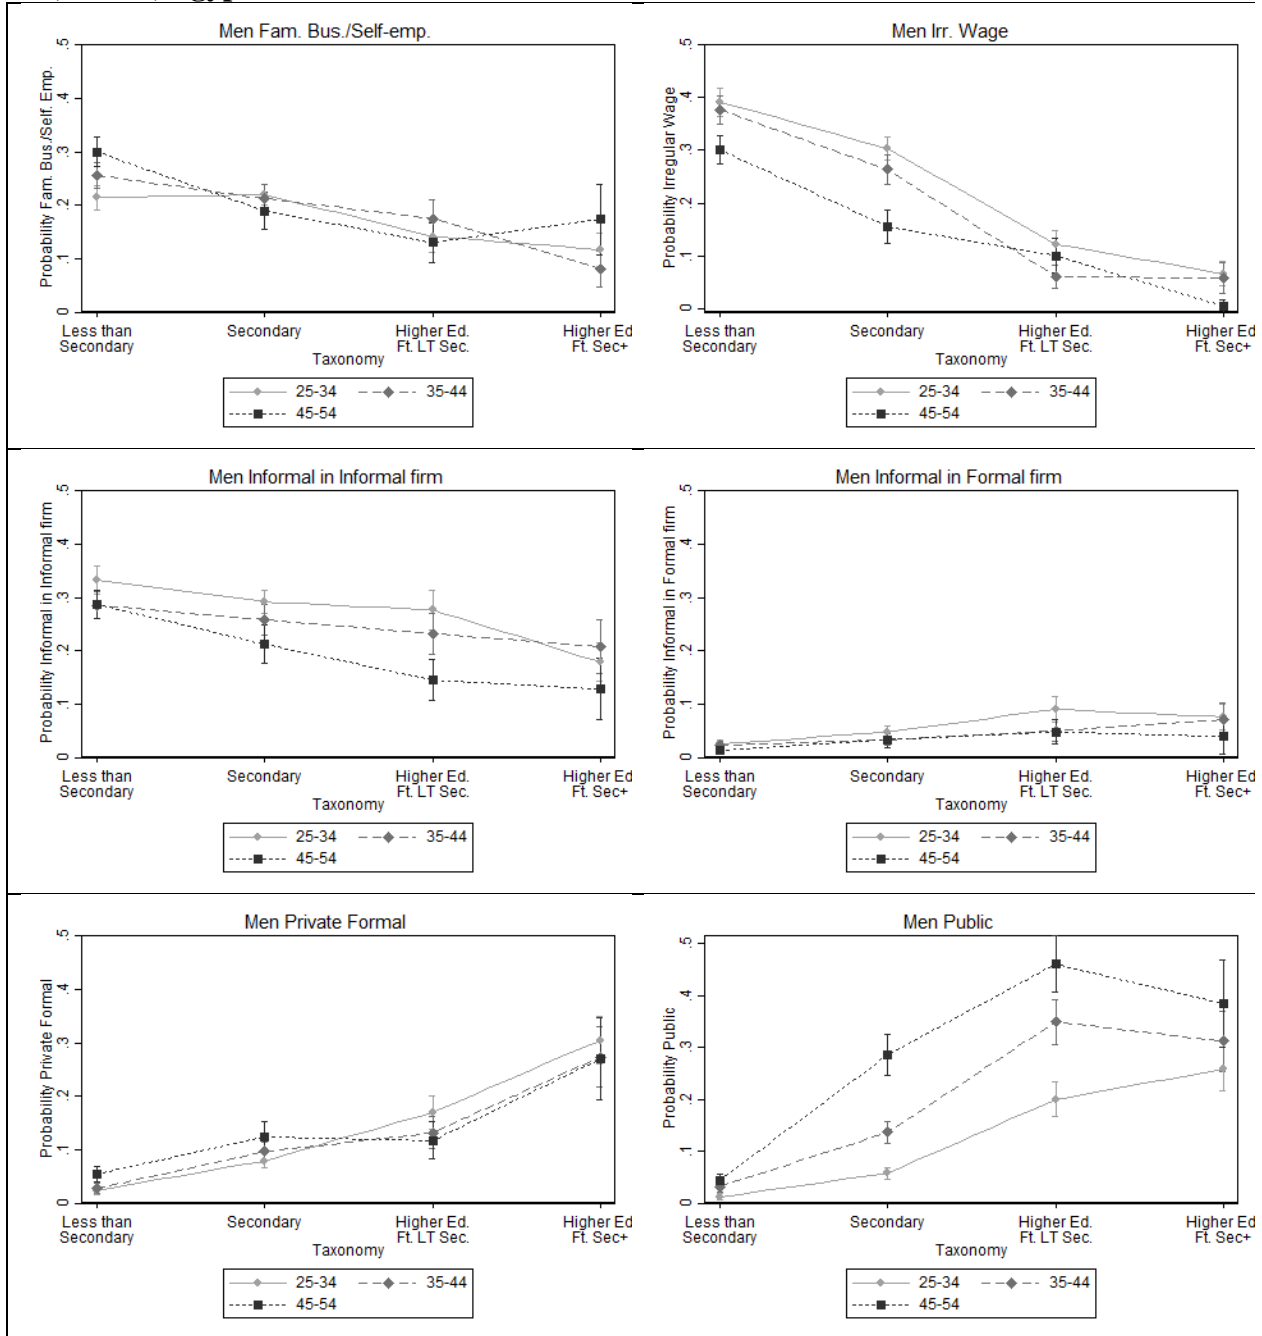 Men Fam. Bus./Self-emp.
Probability Fam. Bus./Self. Emp.
.5
.4
.3
.2
.1
0
Less than Secondary
Secondary
Higher Ed. Ft. LT Sec.
Higher Ed Ft. Sec+
Taxonomy
25-34
35-44
45-54
Men Irr. Wage
Probability Irregular Wage
.5
.4
.3
.2
.1
0
Less than Secondary
Secondary
Higher Ed. Ft. LT Sec.
Higher Ed Ft. Sec+
Taxonomy
25-34
35-44
45-54
Men Informal in Informal firm
Probability Informal in Informal firm
.5
.4
.3
.2
.1
0
Less than Secondary
Secondary
Higher Ed. Ft. LT Sec.
Higher Ed Ft. Sec+
Taxonomy
25-34
35-44
45-54
Men Informal in Formal firm
Probability Informal in Formal firm
.5
.4
.3
.2
.1
0
Less than Secondary
Secondary
Higher Ed. Ft. LT Sec.
Higher Ed Ft. Sec+
Taxonomy
25-34
35-44
45-54
Men Private Formal
Probability Private Formal
.5
.4
.3
.2
.1
0
Less than Secondary
Secondary
Higher Ed. Ft. LT Sec.
Higher Ed Ft. Sec+
Taxonomy
25-34
35-44
45-54
Men Public
Probability Public
.5
.4
.3
.2
.1
0
Less than Secondary
Secondary
Higher Ed. Ft. LT Sec.
Higher Ed Ft. Sec+
Taxonomy
25-34
35-44
45-54